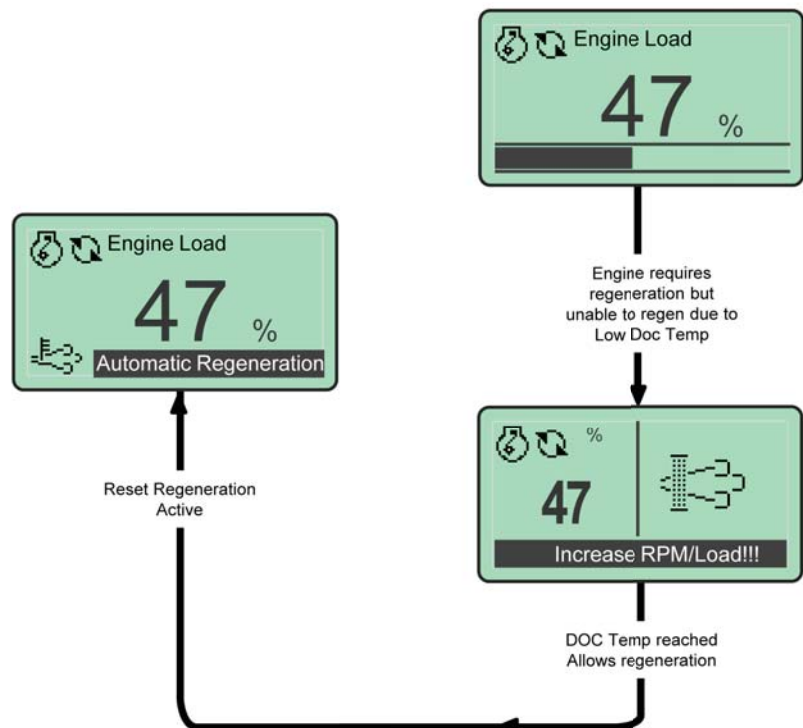 Engine Load
47 %
Engine requires
regeneration but
unable to regen due to
Low Doc Temp
%
47
Increase RPM/Load!!!
DOC Temp reached
Allows regeneration
Reset Regeneration
Active
Engine Load
47 %
Automatic Regeneration